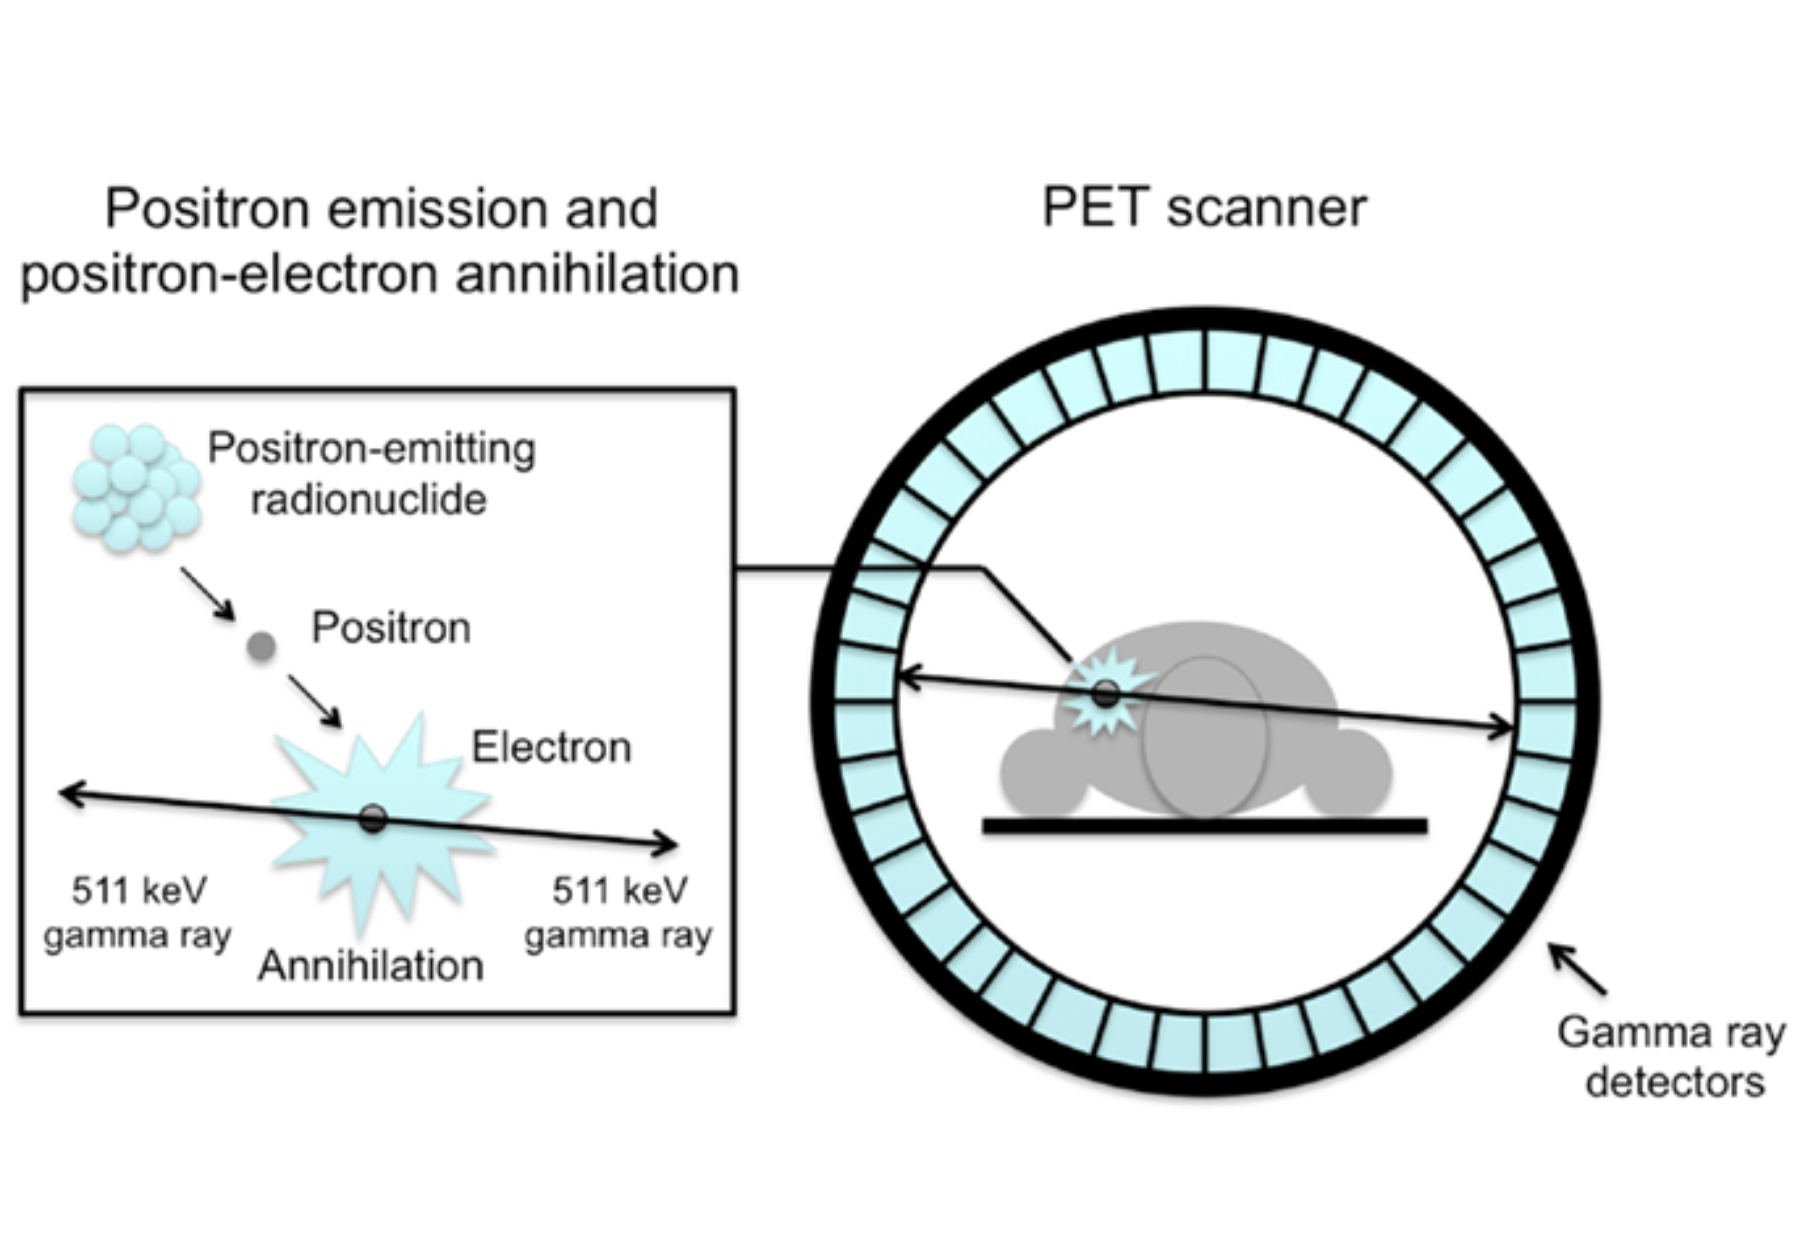 Positron emission and
positron-electron annihilation
PET scanner
Positron-emitting
radionuclide
Positron
Electron
511 keV
gamma ray
511 keV
gamma ray
Annihilation
Gamma ray
detectors